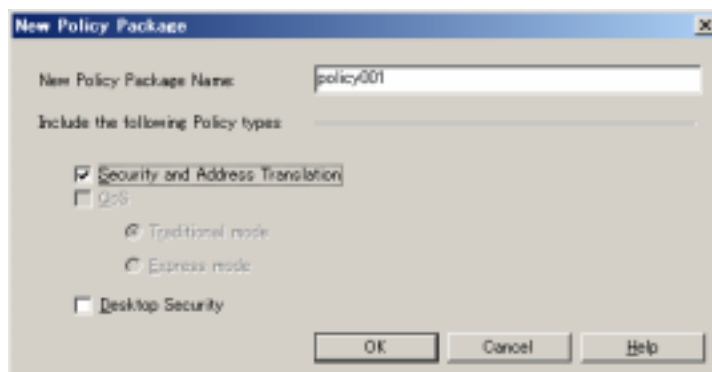 New Policy Package
New Policy Package Name: policy001
Include the following Policy types
Security and Address Translation
QoS
Traditional mode
Express mode
Desktop Security
OK Cancel Help